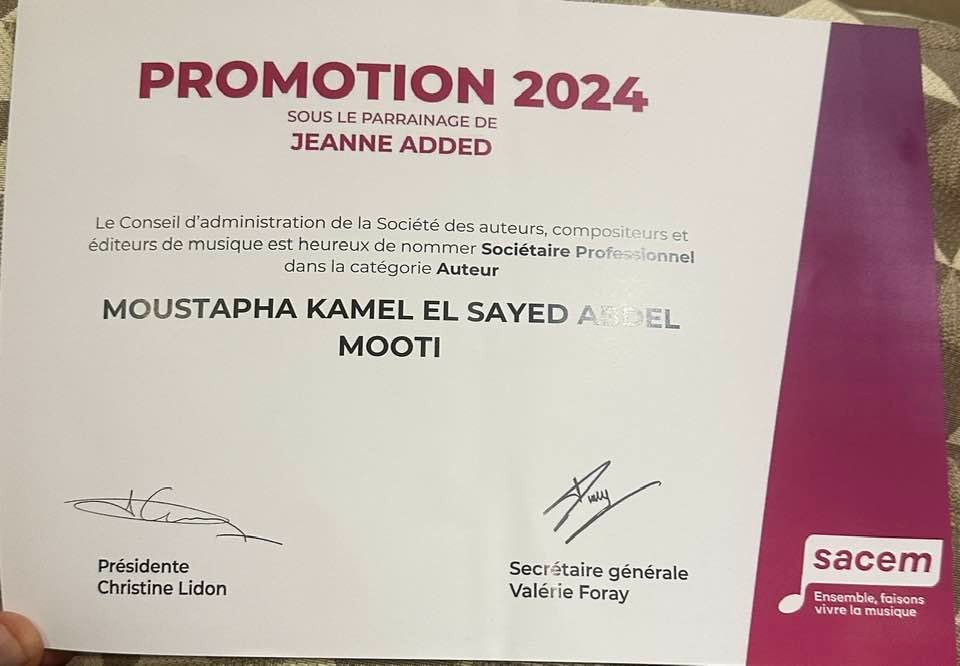 PROMOTION 2024
SOUS LE PARRAINAGE DE
JEANNE ADDED
Le Conseil d'administration de la Société des auteurs, compositeurs et
éditeurs de musique est heureux de nommer Sociétaire Professionnel
dans la catégorie Auteur
MOUSTAPHA KAMEL EL SAYED ABDEL
MOOTI
Présidente
Christine Lidon
Secrétaire générale
Valérie Foray
sacem
Ensemble, faisons
vivre la musique